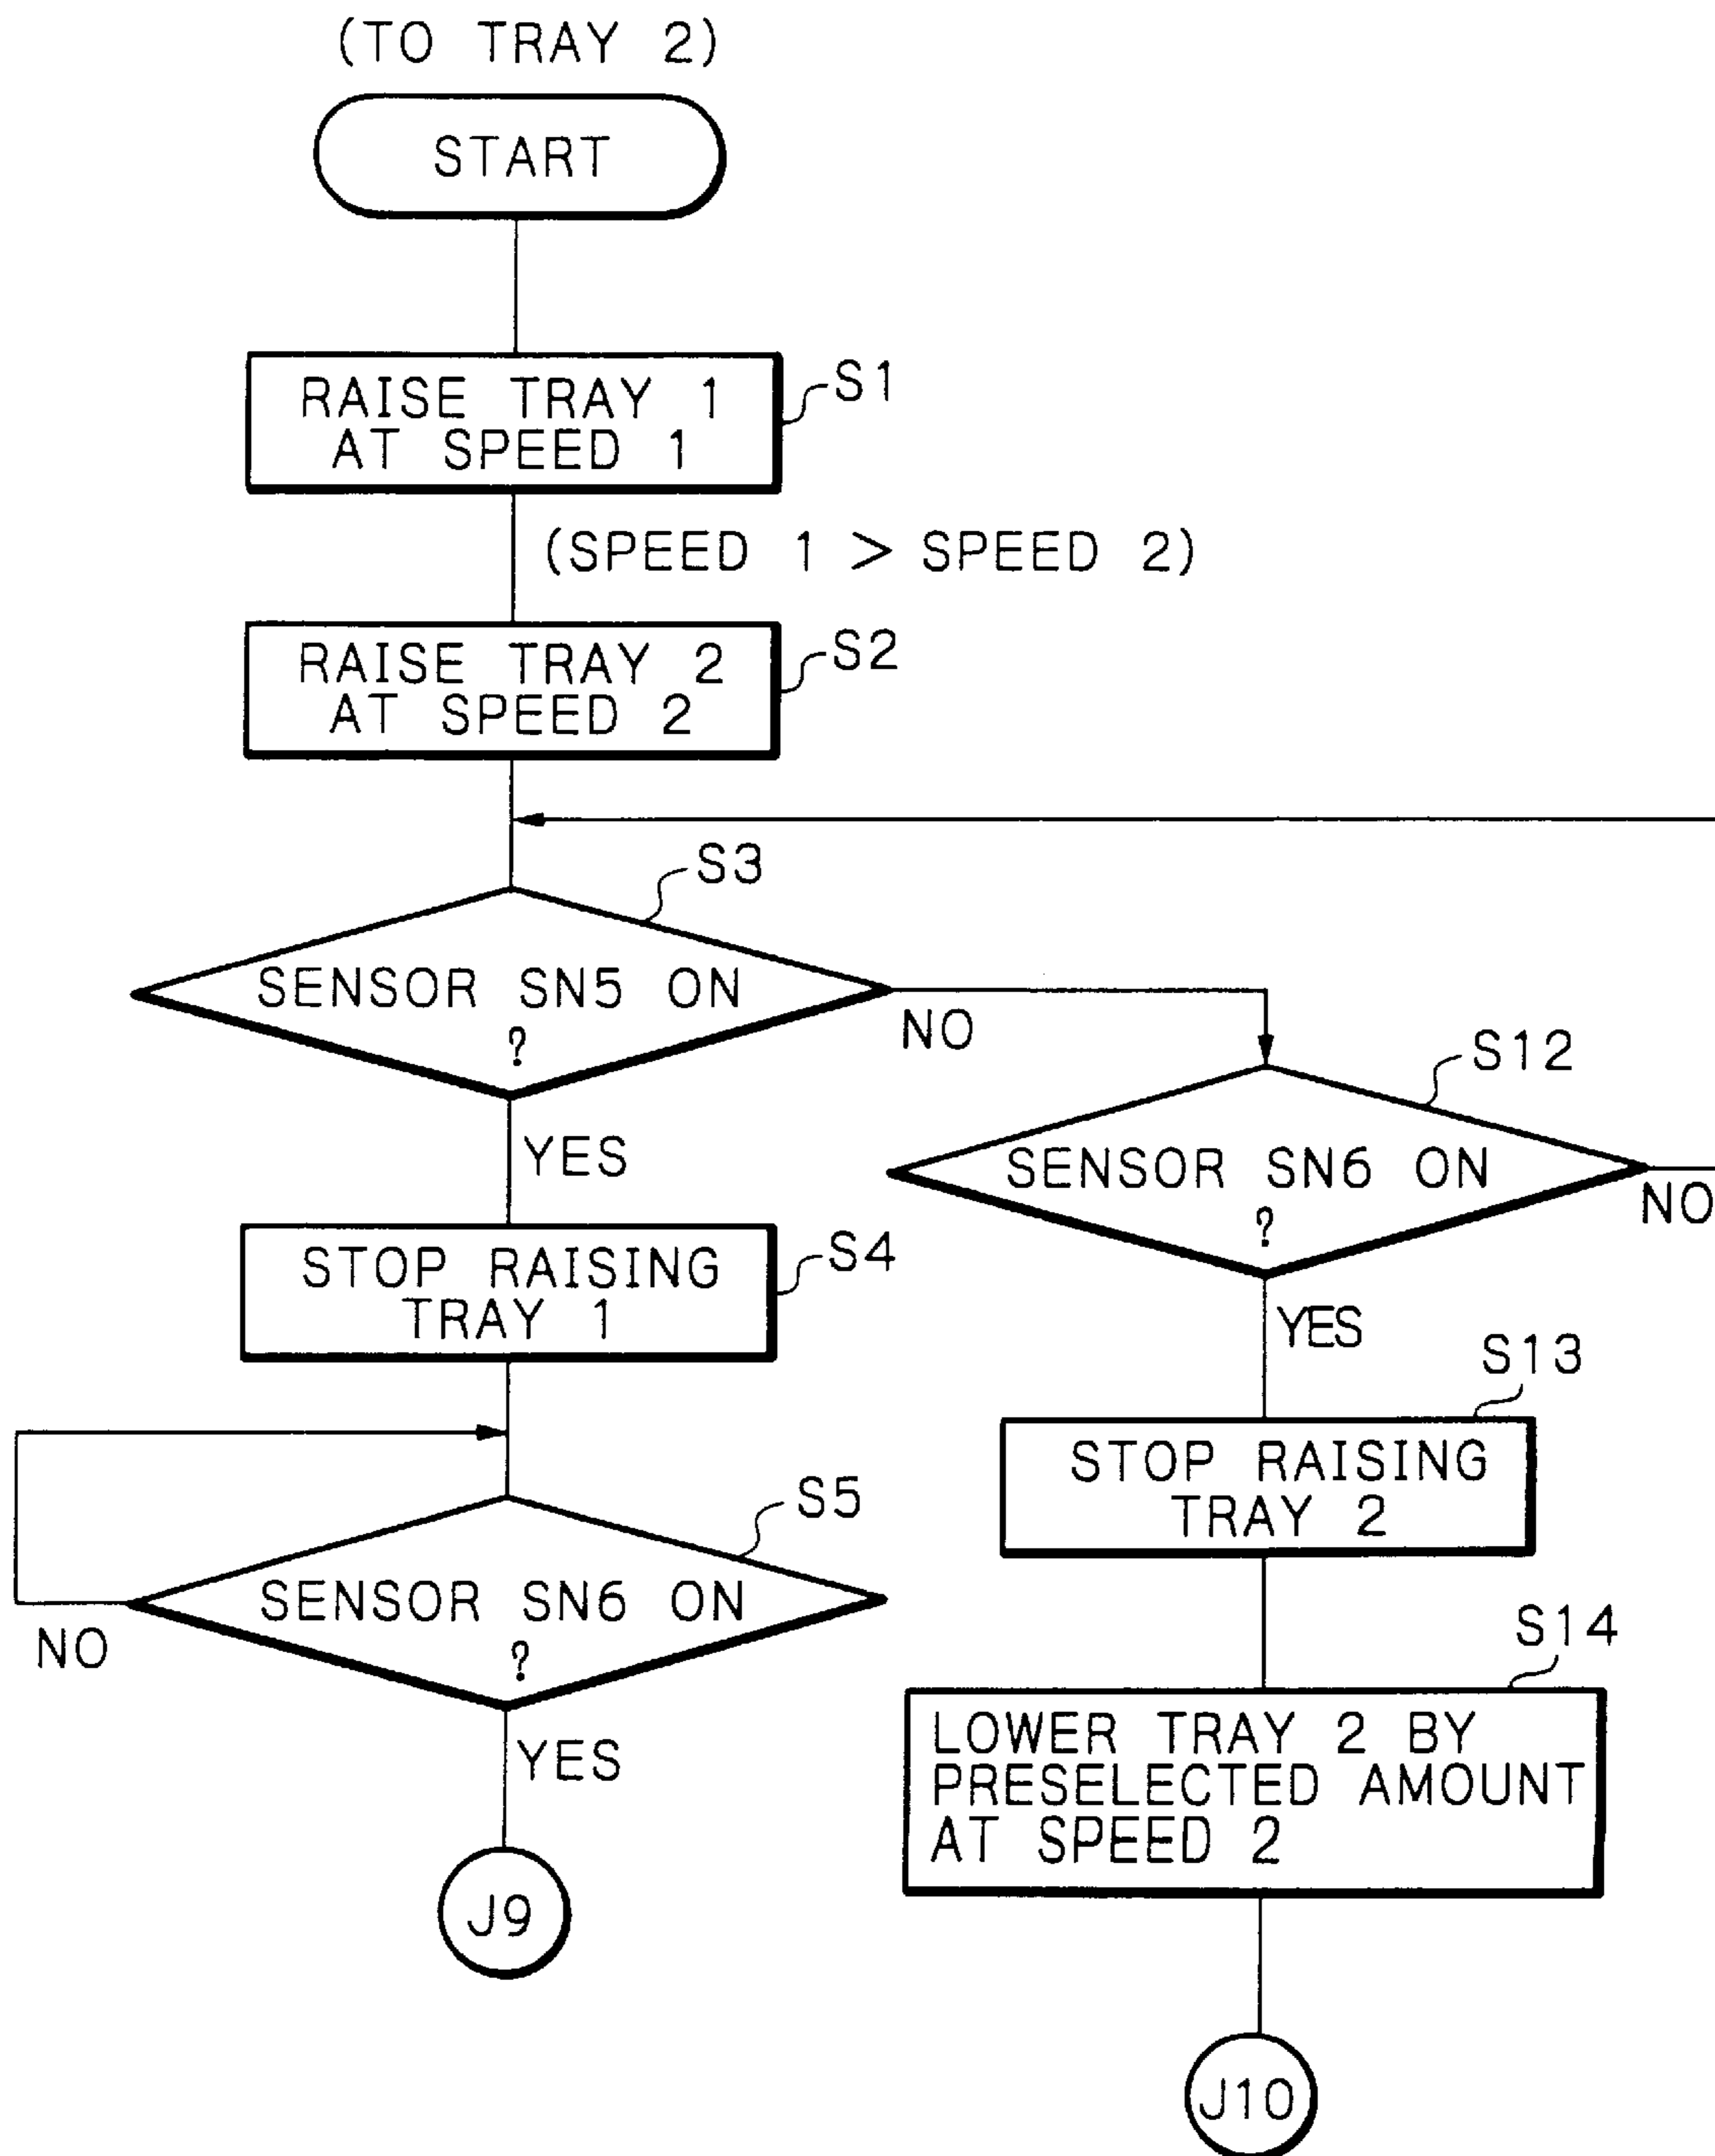 (TO TRAY 2)
START
RAISE TRAY 1
AT SPEED 1
S1
(SPEED 1 > SPEED 2)
RAISE TRAY 2
AT SPEED 2
S2
S3
SENSOR SN5 ON
?
NO
YES
S12
SENSOR SN6 ON
?
NO
YES
STOP RAISING
TRAY 1
S4
S13
STOP RAISING
TRAY 2
S5
SENSOR SN6 ON
?
NO
YES
S14
LOWER TRAY 2 BY
PRESELECTED AMOUNT
AT SPEED 2
J9
J10